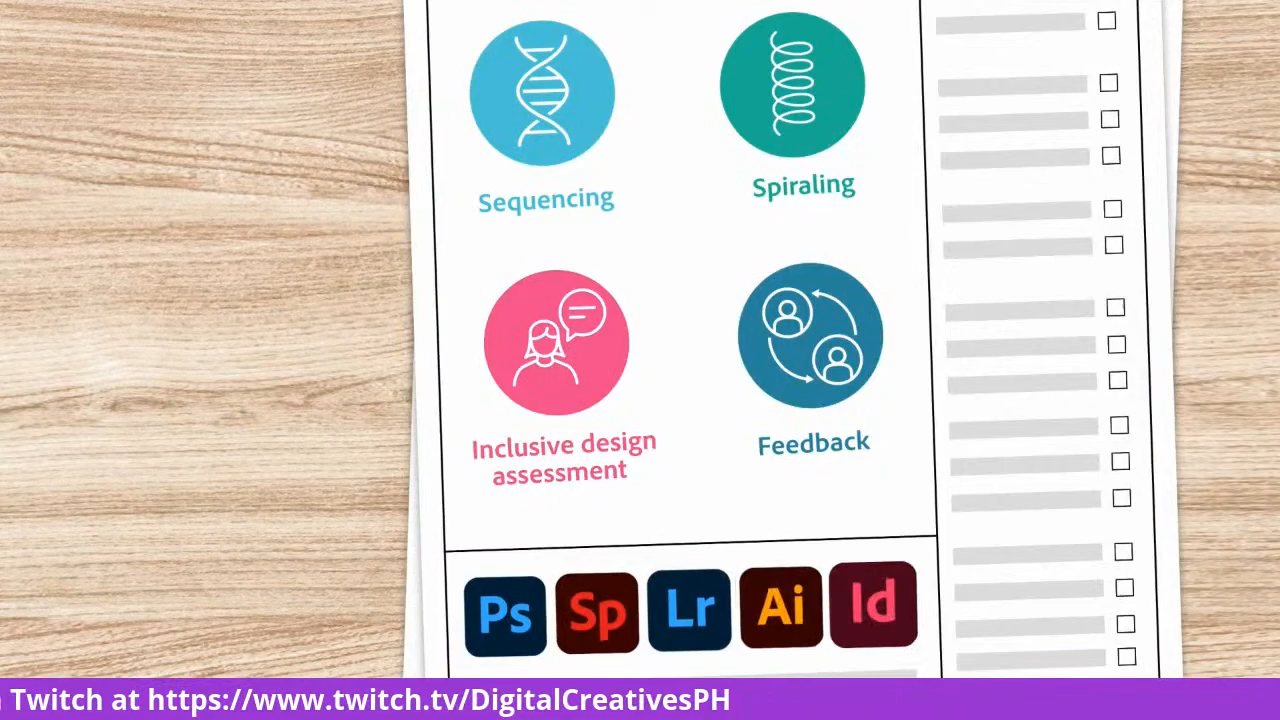 Sequencing
Spiraling
Inclusive design
assessment
Feedback
Ps
Sp
Lr
Ai
Id
Twitch at https://www.twitch.tv/DigitalCreativesPH